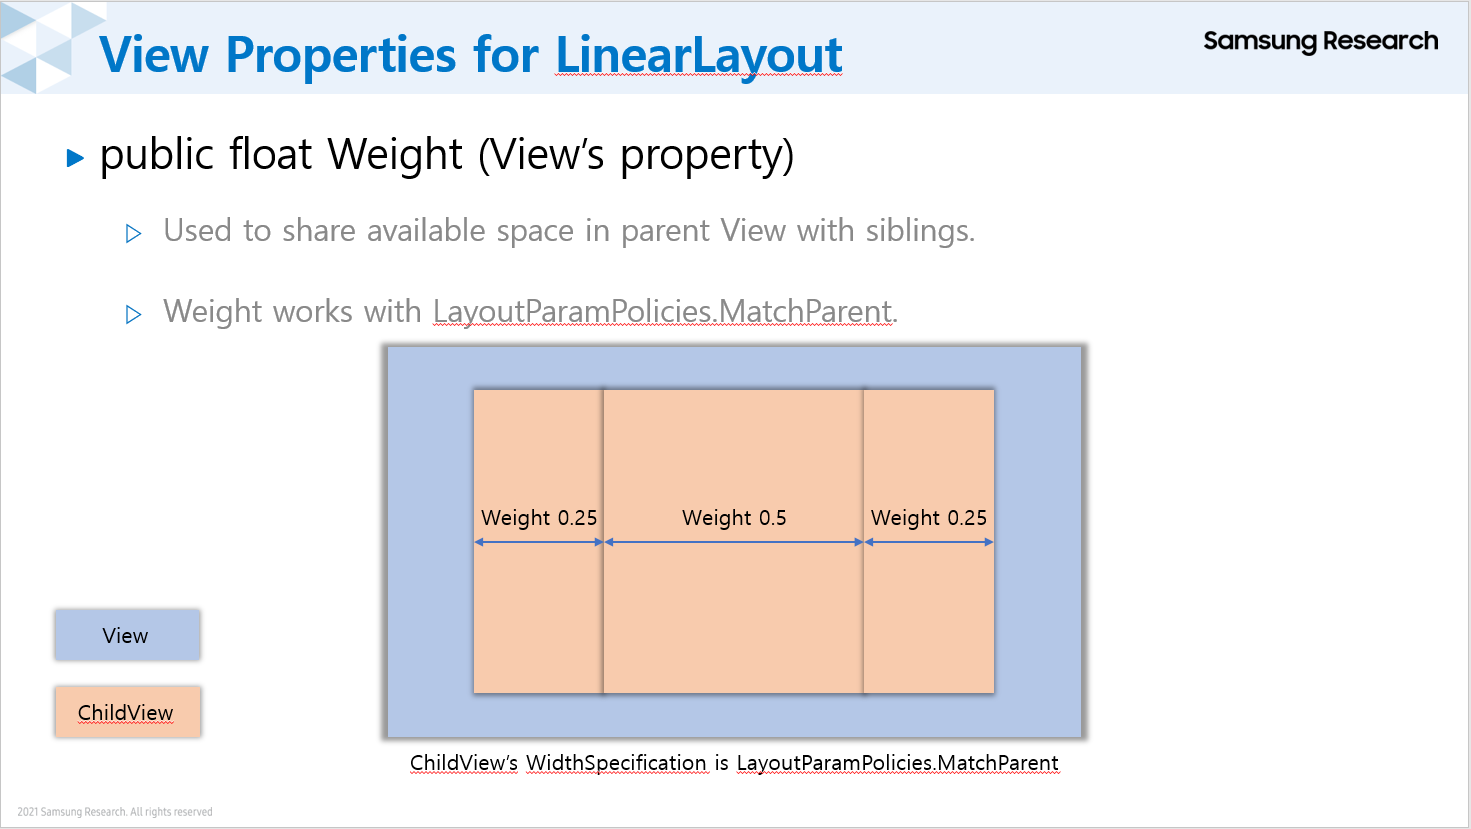 View Properties for LinearLayout
Samsung Research
public float Weight (View’s property)
Used to share available space in parent View with siblings.
Weight works with LayoutParamPolicies.MatchParent.
Weight 0.25
Weight 0.5
Weight 0.25
View
ChildView
ChildView’s WidthSpecification is LayoutParamPolicies.MatchParent
2021 Samsung Research. All rights reserved